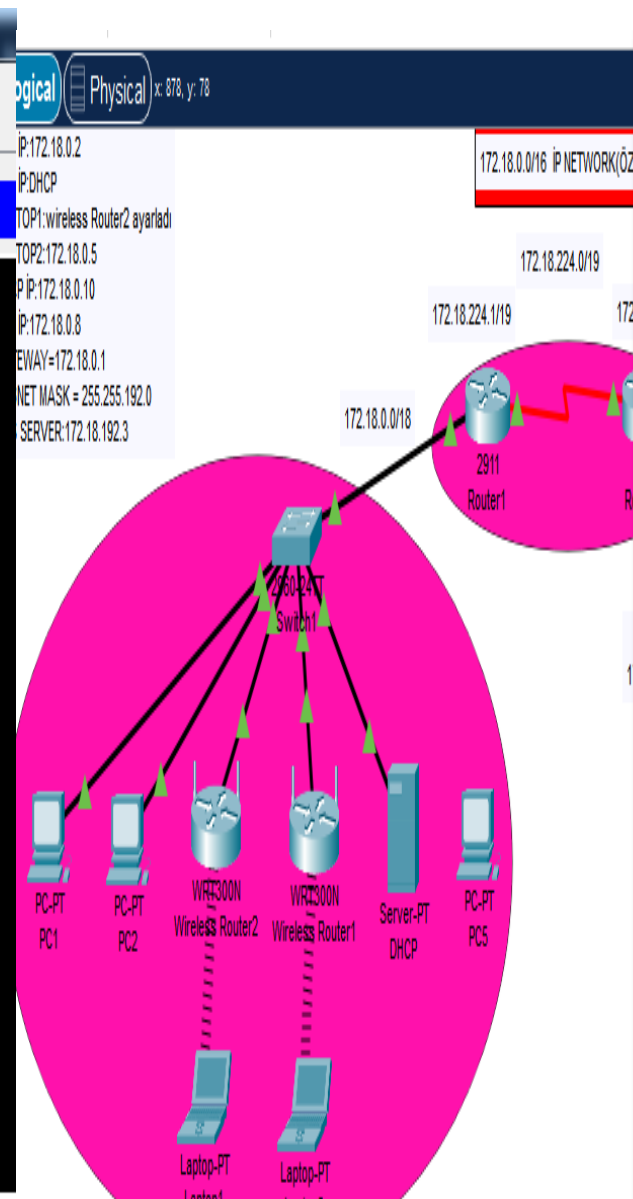 ogical Physical x: 878, y: 78
İP:172.18.0.2
İP:DHCP
TOP1:wireless Router2 ayarladı
TOP2:172.18.0.5
P İP:172.18.0.10
İP:172.18.0.8
EWAY=172.18.0.1
NET MASK = 255.255.192.0
SERVER:172.18.192.3
172.18.0.0/16 İP NETWORK(ÖZ
172.18.224.0/19
172.18.224.1/19
172
172.18.0.0/18
2911
Router1
R
2960-24TT
Switch1
1
PC-PT
PC1
PC-PT
PC2
WRT300N
Wireless Router2
WRT300N
Wireless Router1
Server-PT
DHCP
PC-PT
PC5
Laptop-PT
Laptop1
Laptop-PT